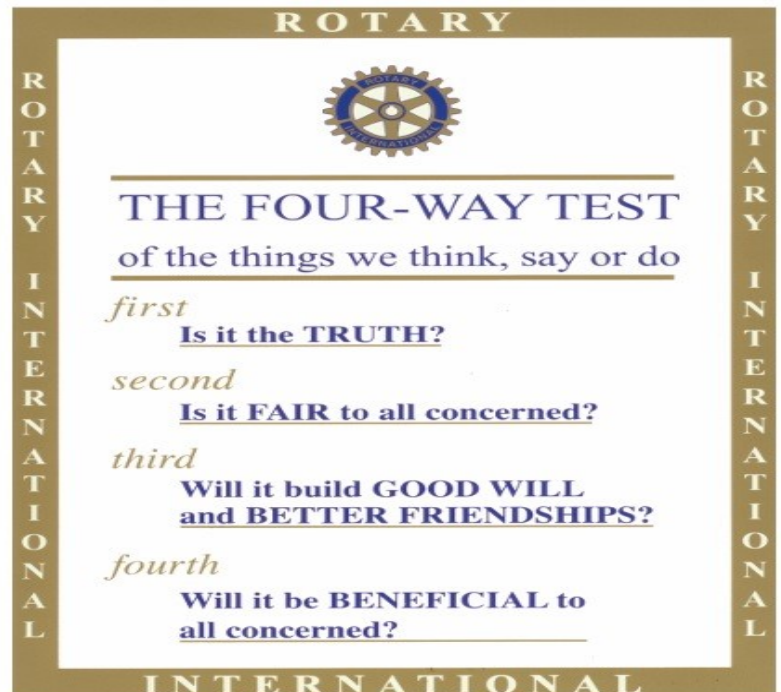 ROTARY
ROTARY INTERNATIONAL
ROTARY INTERNATIONAL
ROTARY
INTERNATIONAL
THE FOUR-WAY TEST
of the things we think, say or do
first
Is it the TRUTH?
second
Is it FAIR to all concerned?
third
Will it build GOOD WILL
and BETTER FRIENDSHIPS?
fourth
Will it be BENEFICIAL to
all concerned?
INTERNATIONAL